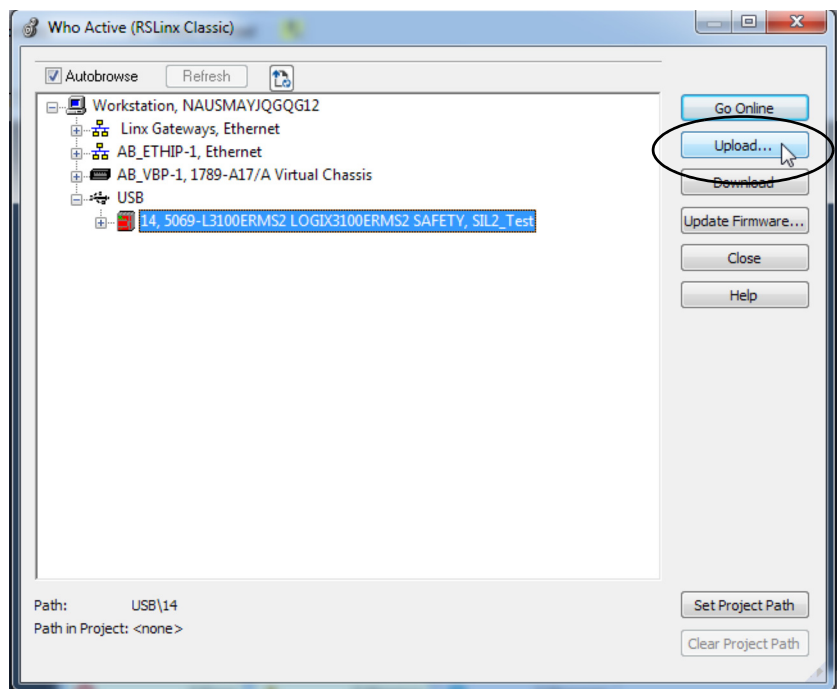 Who Active (RSLinx Classic)
Autobrowse Refresh
Workstation, NAUSMAYJQGQG12
Linx Gateways, Ethernet
AB_ETHIP-1, Ethernet
AB_VBP-1, 1789-A17/A Virtual Chassis
USB
14, 5069-L3100ERMS2 LOGIX3100ERMS2 SAFETY, SIL2_Test
Go Online
Upload...
Download
Update Firmware...
Close
Help
Path: USB\14
Path in Project: <none>
Set Project Path
Clear Project Path